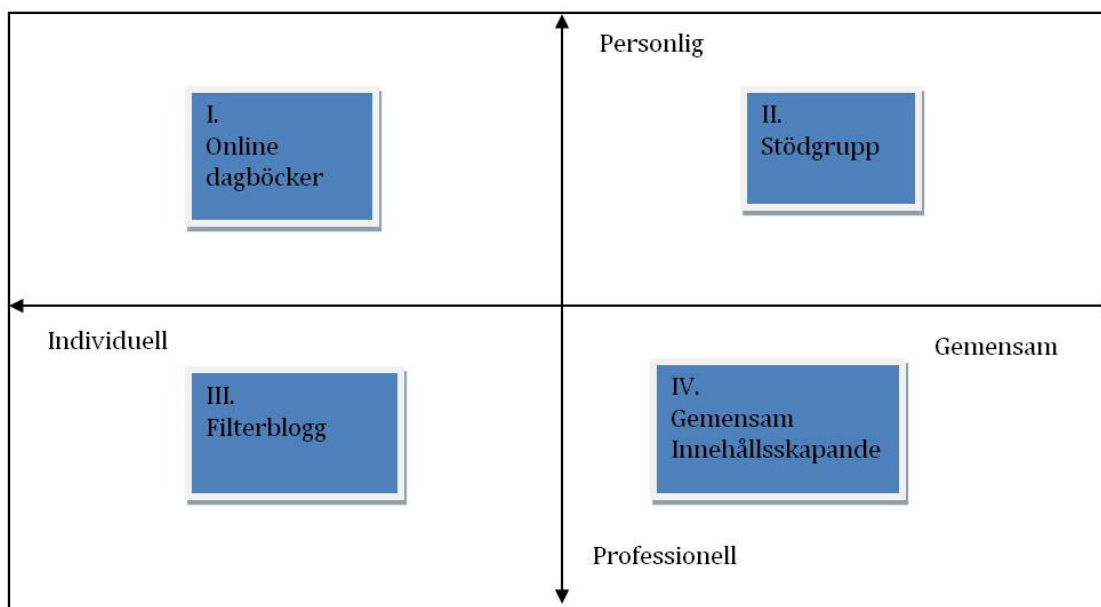 Personlig
I.
Online
dagböcker
II.
Stödgrupp
Individuell
Gemensam
III.
Filterblogg
IV.
Gemensam
Innehållsskapande
Professionell